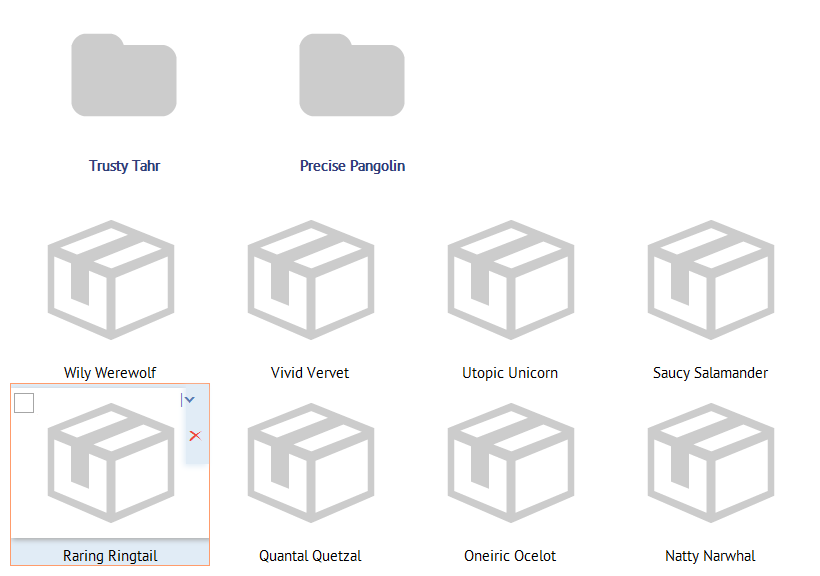 Trusty Tahr
Precise Pangolin
Wily Werewolf
Vivid Vervet
Utopic Unicorn
Saucy Salamander
Raring Ringtail
Quantal Quetzal
Oneiric Ocelot
Natty Narwhal